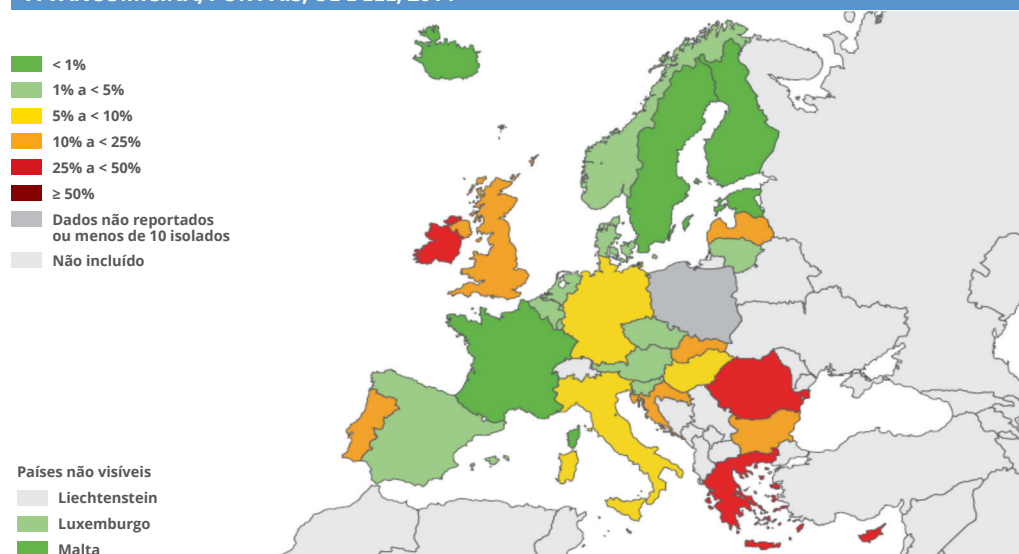 < 1%
1% a < 5%
5% a < 10%
10% a < 25%
25% a < 50%
≥ 50%
Dados não reportados
ou menos de 10 isolados
Não incluído
Países não visíveis
Liechtenstein
Luxemburgo
Malta